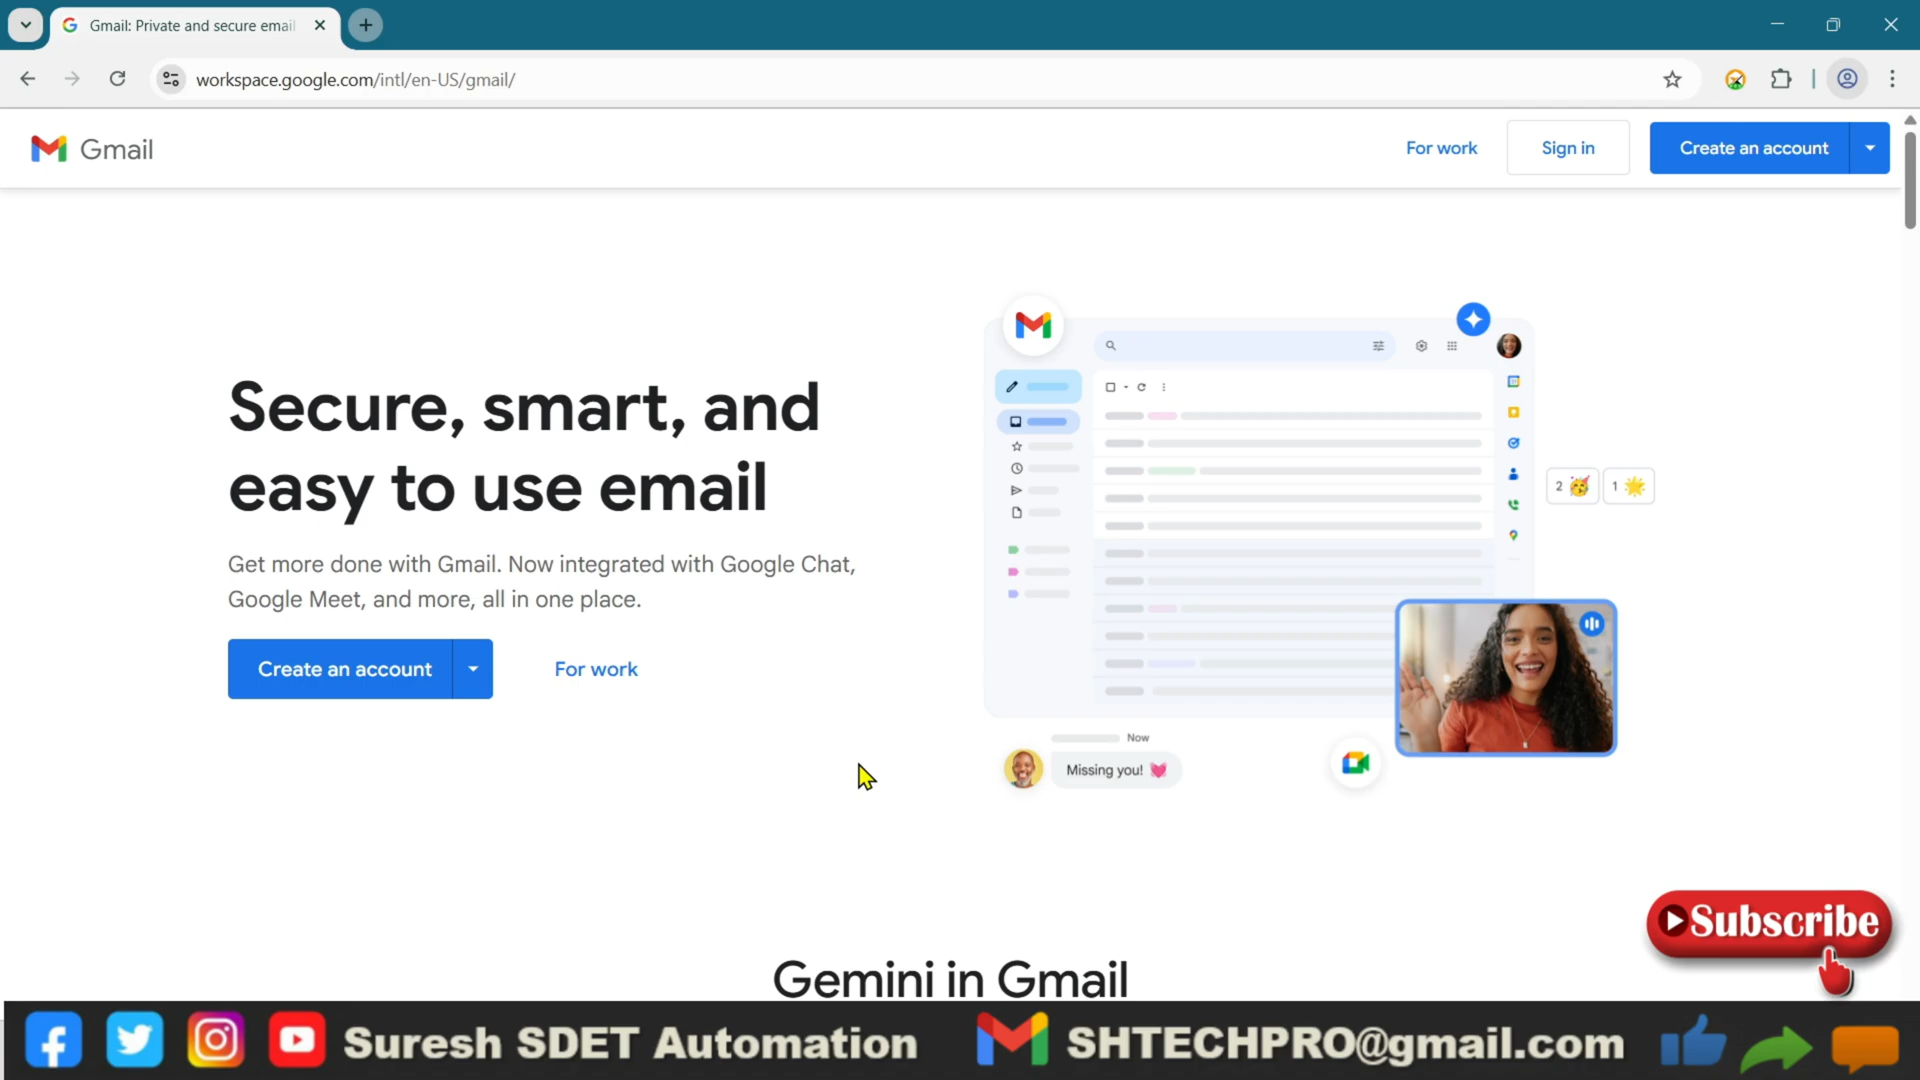 Gmail: Private and secure email
workspace.google.com/intl/en-US/gmail/
Gmail
For work
Sign in
Create an account
Secure, smart, and
easy to use email
Get more done with Gmail. Now integrated with Google Chat,
Google Meet, and more, all in one place.
Create an account
For work
2
1
Now
Missing you!
Gemini in Gmail
Subscribe
Suresh SDET Automation
SHTECHPRO@gmail.com